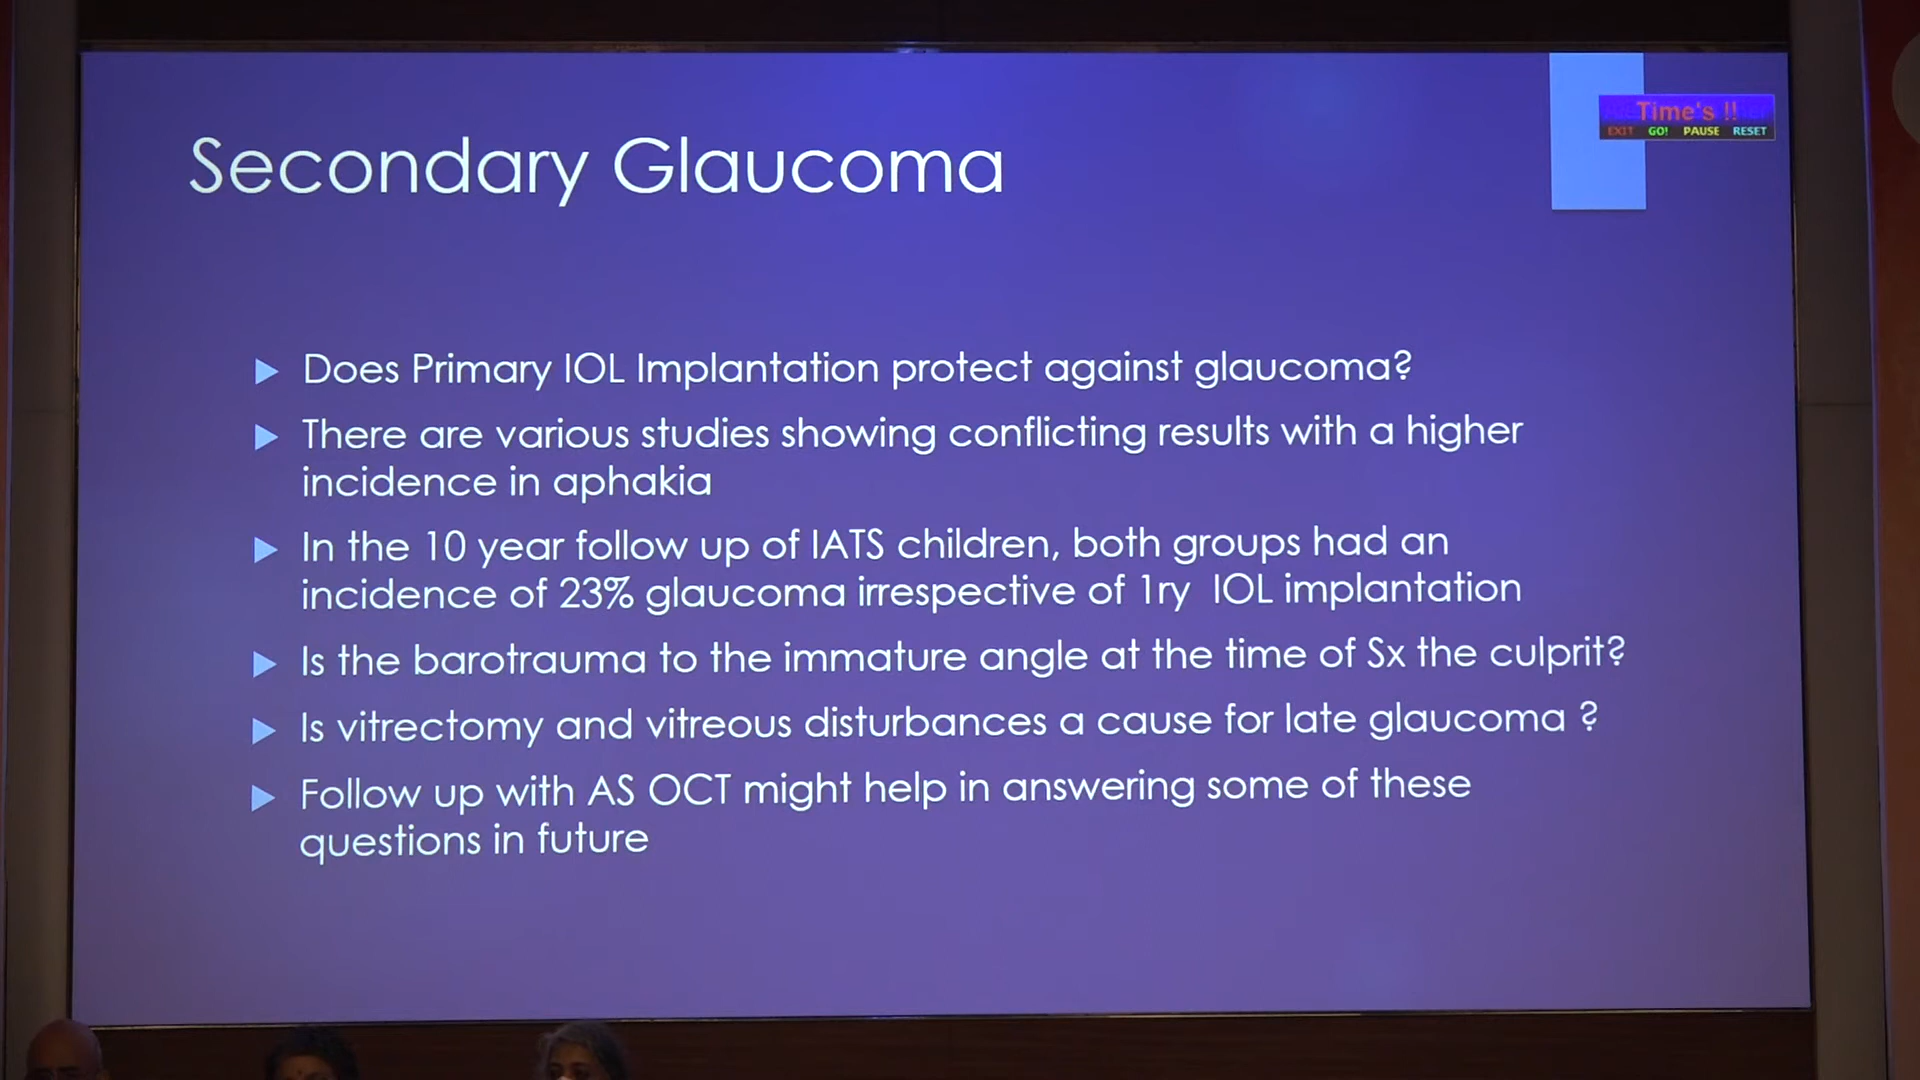 Time's !!
EXIT GO! PAUSE RESET
Secondary Glaucoma
Does Primary IOL Implantation protect against glaucoma?
There are various studies showing conflicting results with a higher
incidence in aphakia
In the 10 year follow up of IATS children, both groups had an
incidence of 23% glaucoma irrespective of 1ry IOL implantation
Is the barotrauma to the immature angle at the time of Sx the culprit?
Is vitrectomy and vitreous disturbances a cause for late glaucoma ?
Follow up with AS OCT might help in answering some of these
questions in future